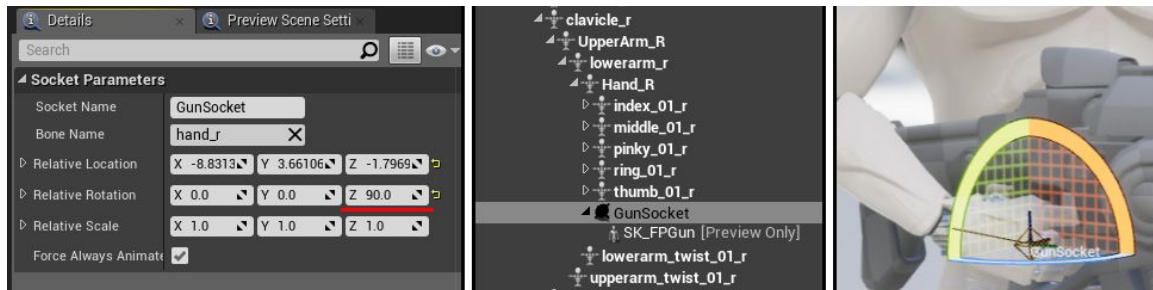 Details
Preview Scene Setti
Search
Socket Parameters
Socket Name GunSocket
Bone Name hand_r
Relative Location X -8.8313 Y 3.66106 Z -1.7969
Relative Rotation X 0.0 Y 0.0 Z 90.0
Relative Scale X 1.0 Y 1.0 Z 1.0
Force Always Animate
clavicle_r
UpperArm_R
lowerarm_r
Hand_R
index_01_r
middle_01_r
pinky_01_r
ring_01_r
thumb_01_r
GunSocket
SK_FPGun [Preview Only]
lowerarm_twist_01_r
upperarm_twist_01_r
GunSocket